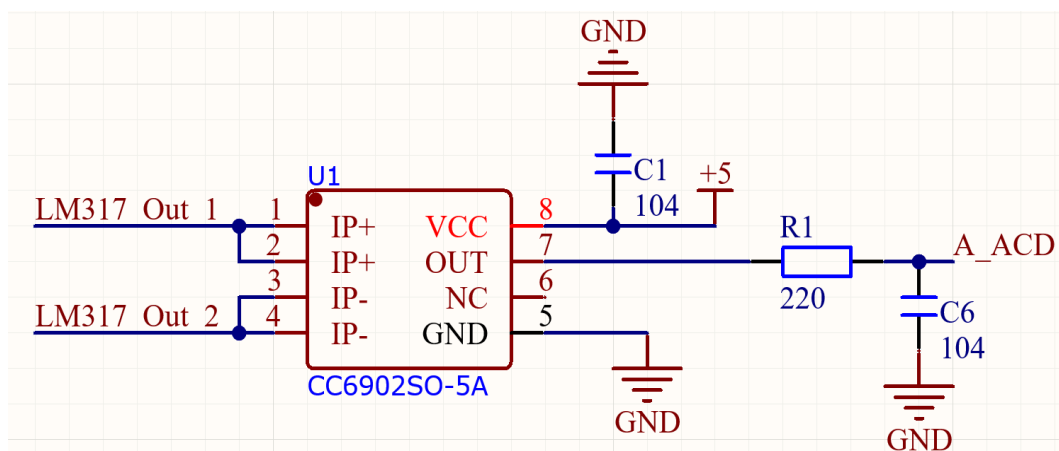 GND
U1
C1
104
+5
LM317_Out_1
1
IP+
VCC
8
2
IP+
OUT
7
R1
220
A_ACD
3
IP-
NC
6
LM317_Out_2
4
IP-
GND
5
C6
104
CC6902SO-5A
GND
GND